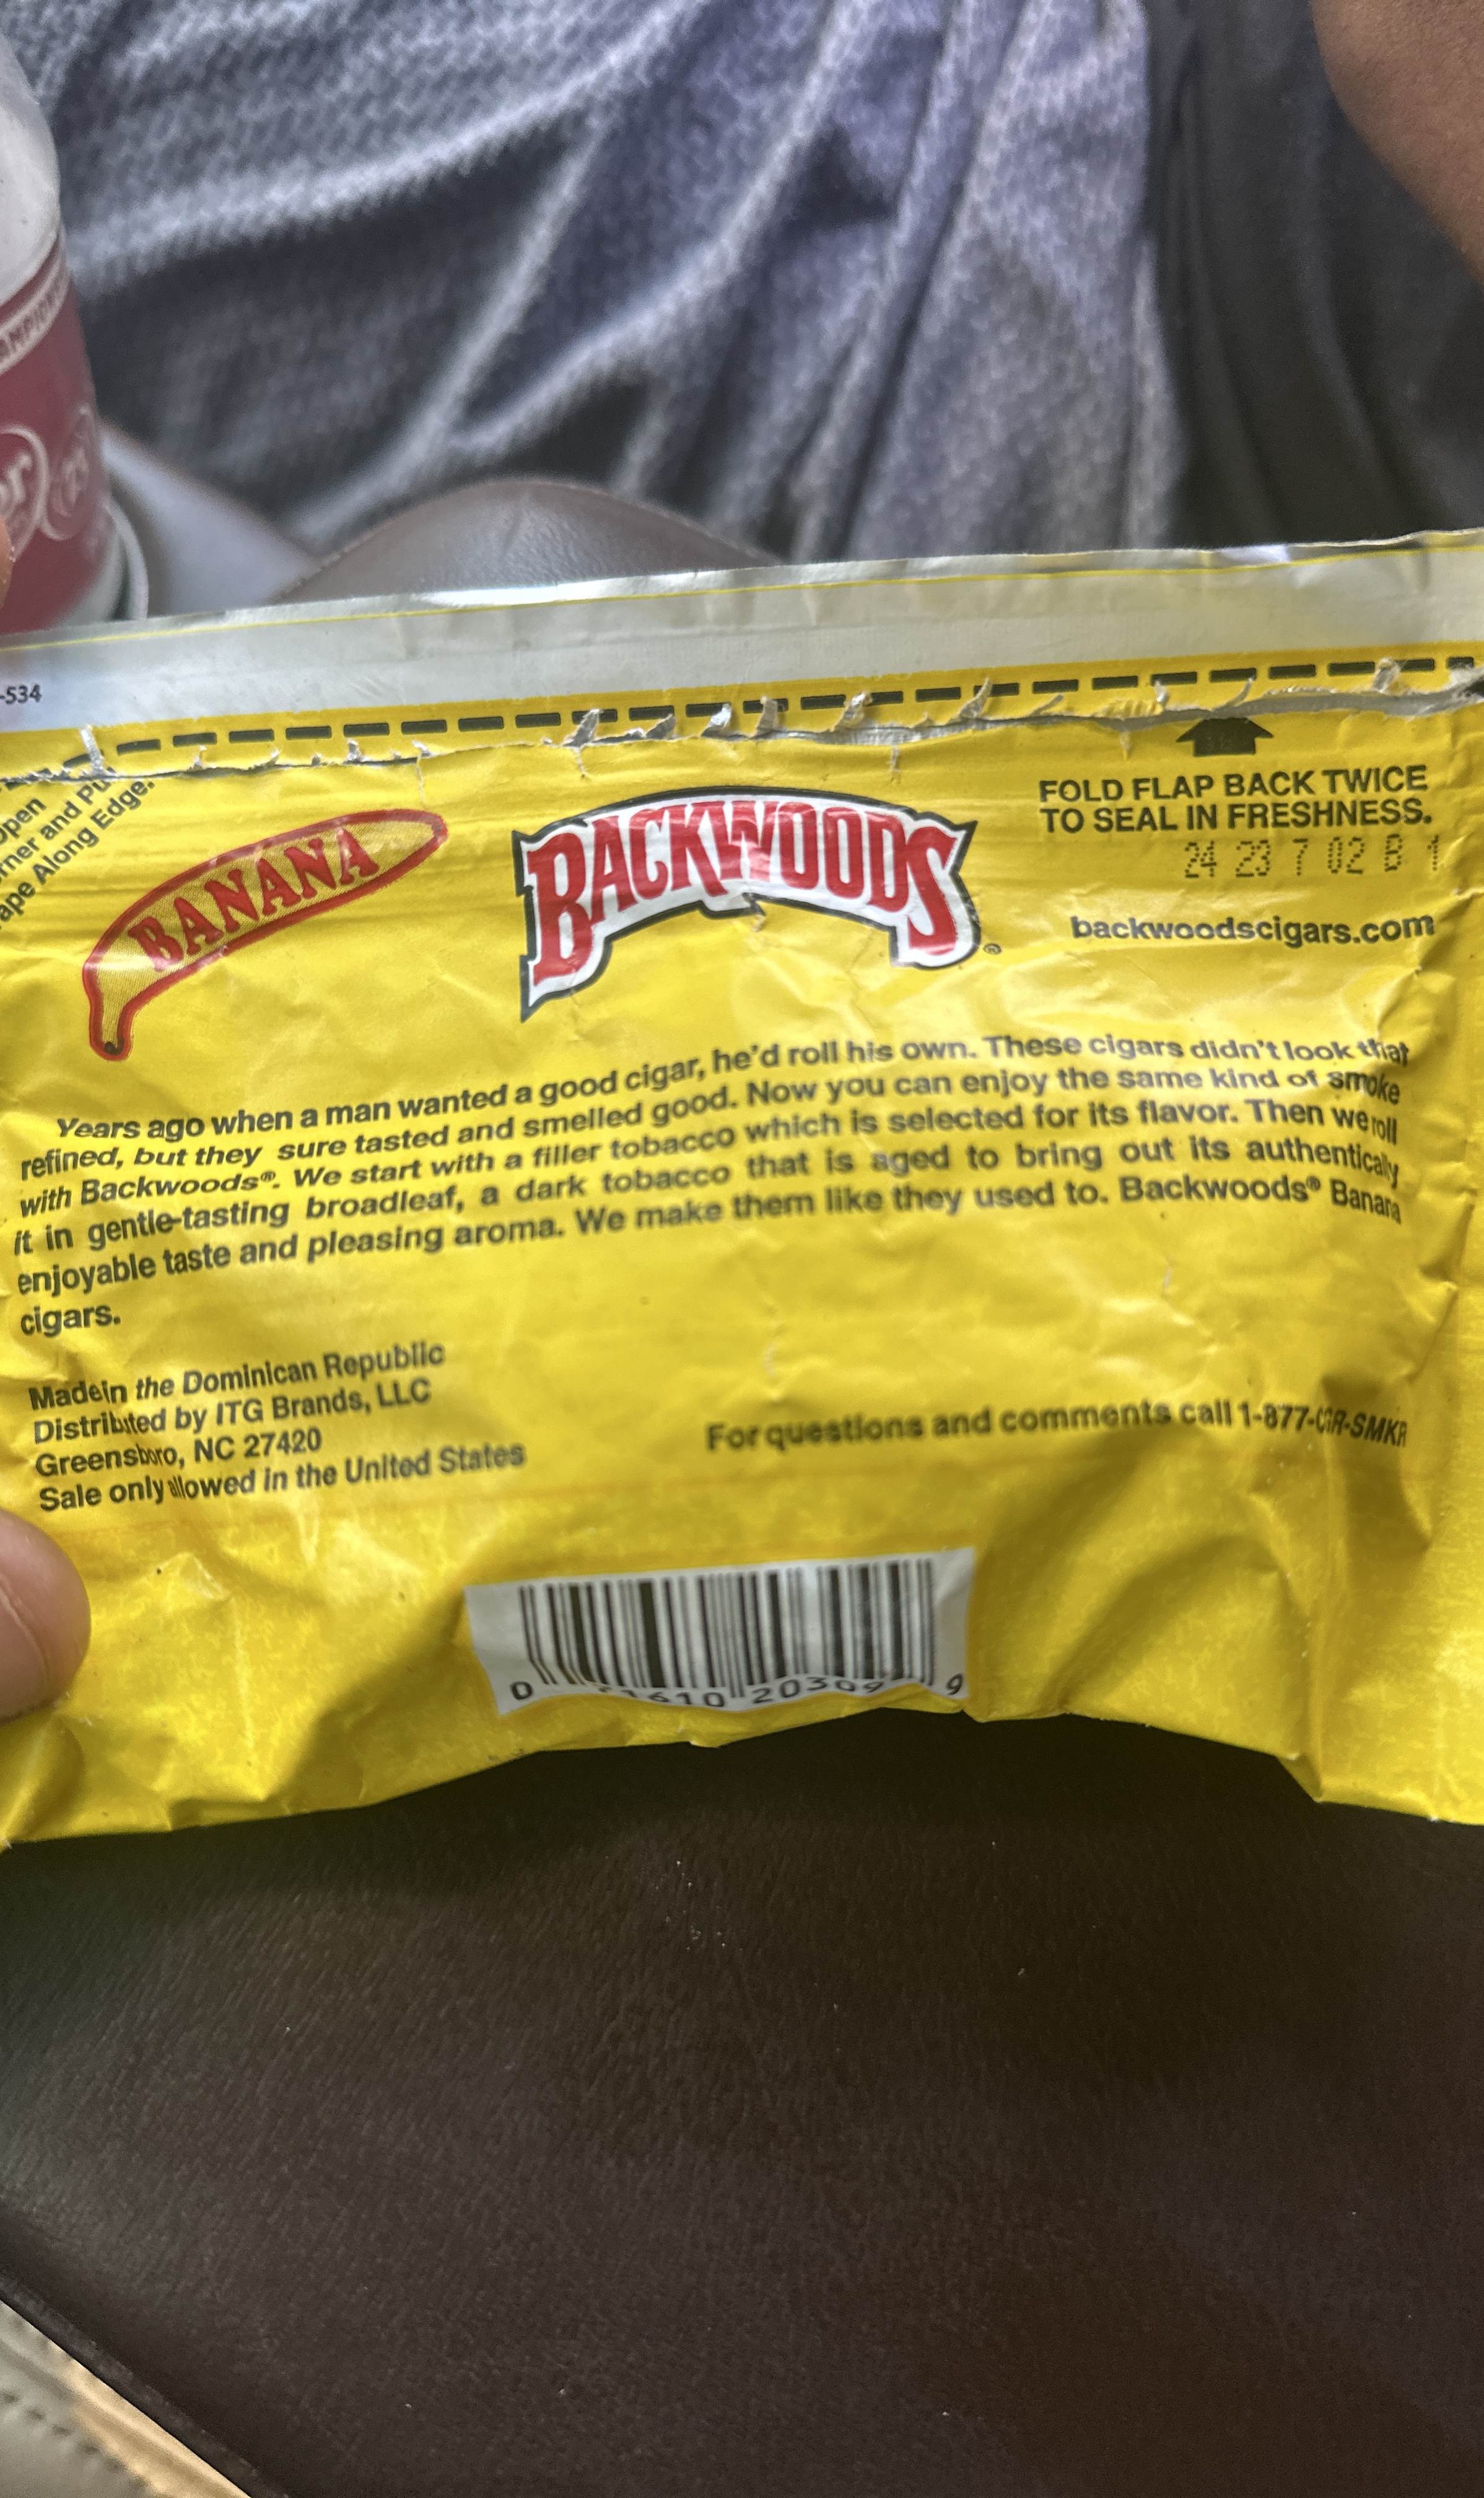 -534
Open
Along Edge.
BANANA
BACKWOODS®
FOLD FLAP BACK TWICE
TO SEAL IN FRESHNESS.
24 23 7 02 B 1
backwoodscigars.com
Years ago when a man wanted a good cigar, he'd roll his own. These cigars didn't look that
refined, but they sure tasted and smelled good. Now you can enjoy the same kind of smoke
with Backwoods®. We start with a filler tobacco which is selected for its flavor. Then we roll
it in gentle-tasting broadleaf, a dark tobacco that is aged to bring out its authentically
enjoyable taste and pleasing aroma. We make them like they used to. Backwoods® Banana
cigars.
Made in the Dominican Republic
Distributed by ITG Brands, LLC
Greensboro, NC 27420
Sale only allowed in the United States
For questions and comments call 1-877-CGR-SMKR
0 1610 20309 9